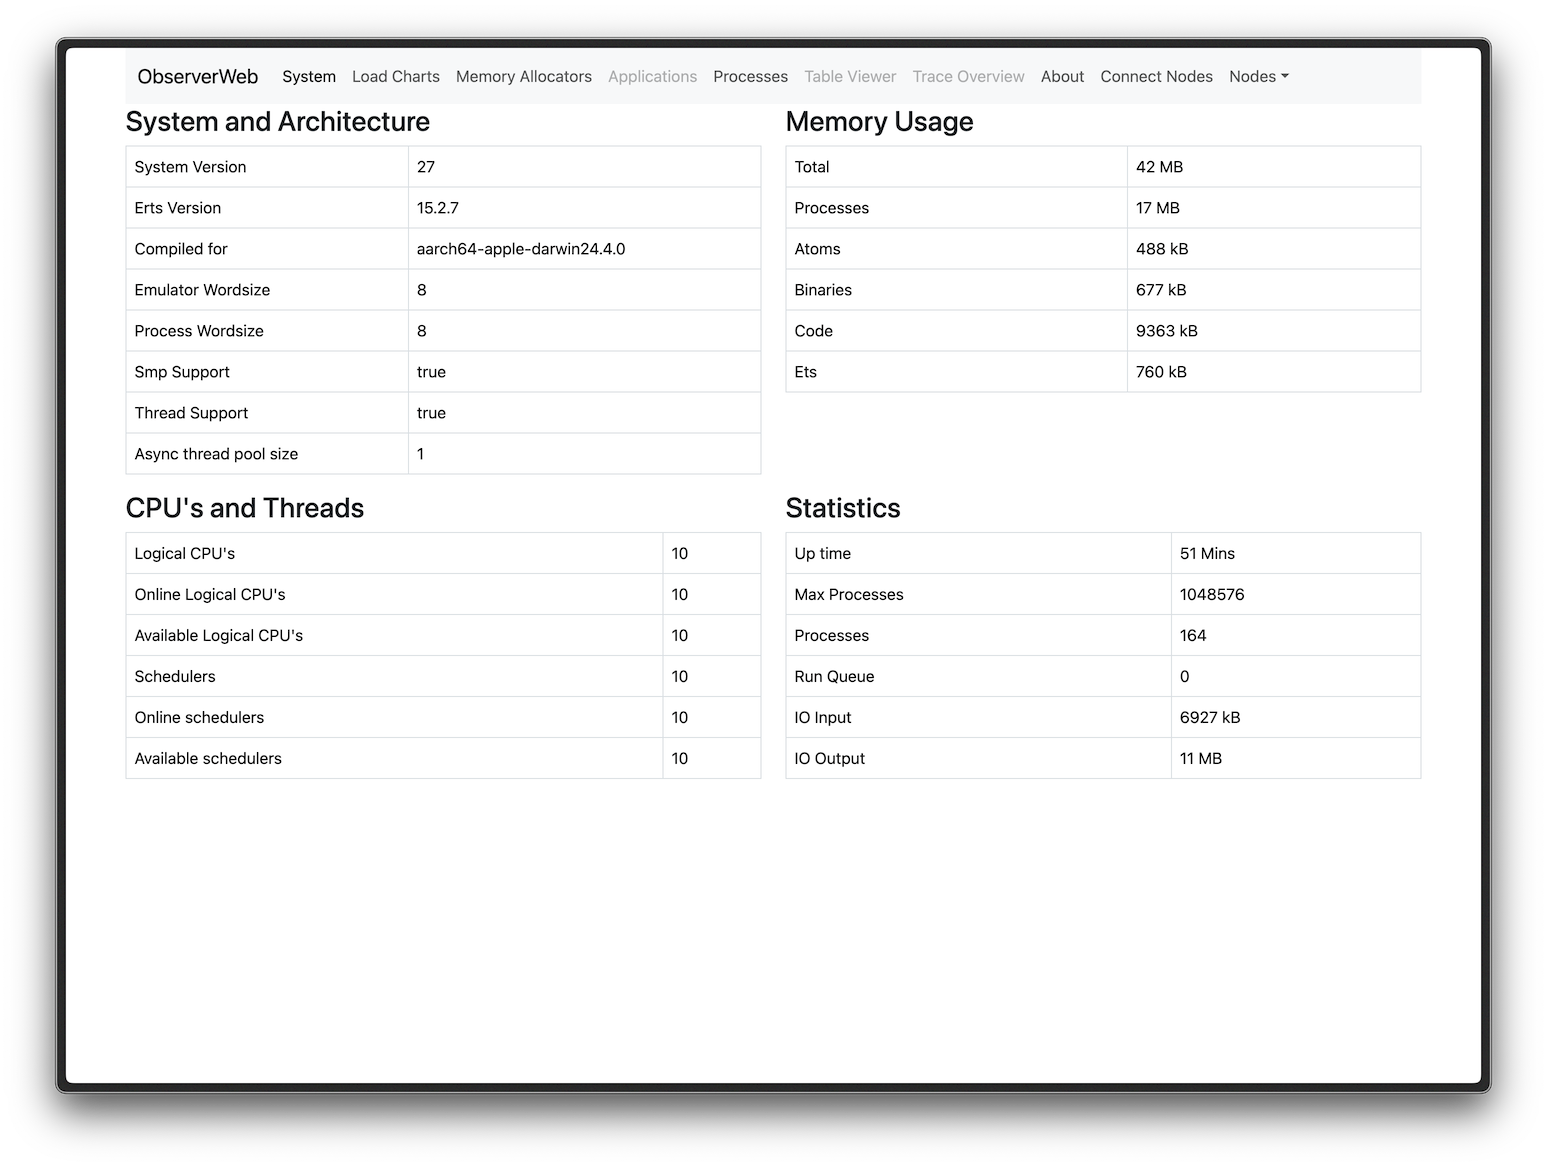 ObserverWeb System Load Charts Memory Allocators Applications Processes Table Viewer Trace Overview About Connect Nodes Nodes
System and Architecture
System Version 27
Erts Version 15.2.7
Compiled for aarch64-apple-darwin24.4.0
Emulator Wordsize 8
Process Wordsize 8
Smp Support true
Thread Support true
Async thread pool size 1
Memory Usage
Total 42 MB
Processes 17 MB
Atoms 488 kB
Binaries 677 kB
Code 9363 kB
Ets 760 kB
CPU's and Threads
Logical CPU's 10
Online Logical CPU's 10
Available Logical CPU's 10
Schedulers 10
Online schedulers 10
Available schedulers 10
Statistics
Up time 51 Mins
Max Processes 1048576
Processes 164
Run Queue 0
IO Input 6927 kB
IO Output 11 MB